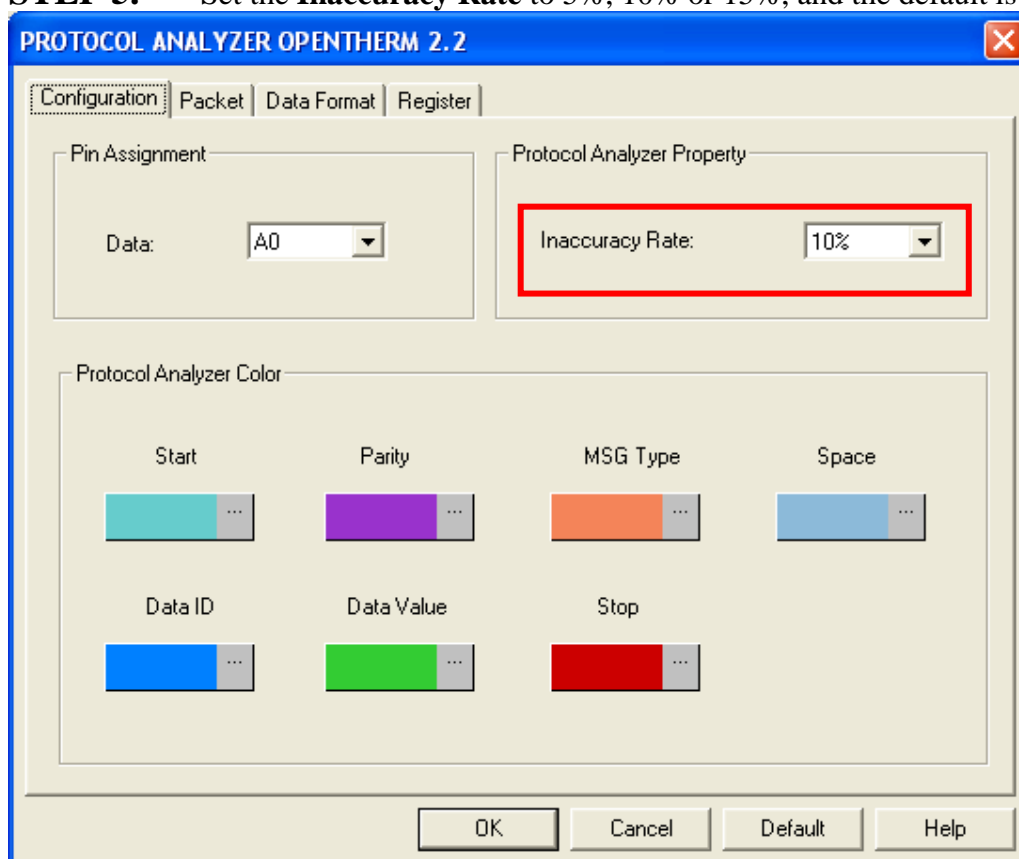 Set the Inaccuracy Rate to 5%, 10% or 15%, and the default is
PROTOCOL ANALYZER OPENTHERM 2.2
Configuration Packet Data Format Register
Pin Assignment
Protocol Analyzer Property
Data: A0
Inaccuracy Rate: 10%
Protocol Analyzer Color
Start Parity MSG Type Space
... ... ... ...
Data ID Data Value Stop
... ... ...
OK Cancel Default Help